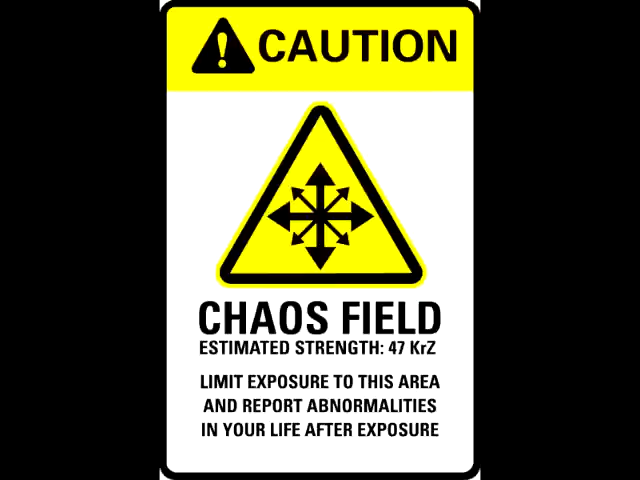 CAUTION
CHAOS FIELD
ESTIMATED STRENGTH: 47 KrZ
LIMIT EXPOSURE TO THIS AREA
AND REPORT ABNORMALITIES
IN YOUR LIFE AFTER EXPOSURE